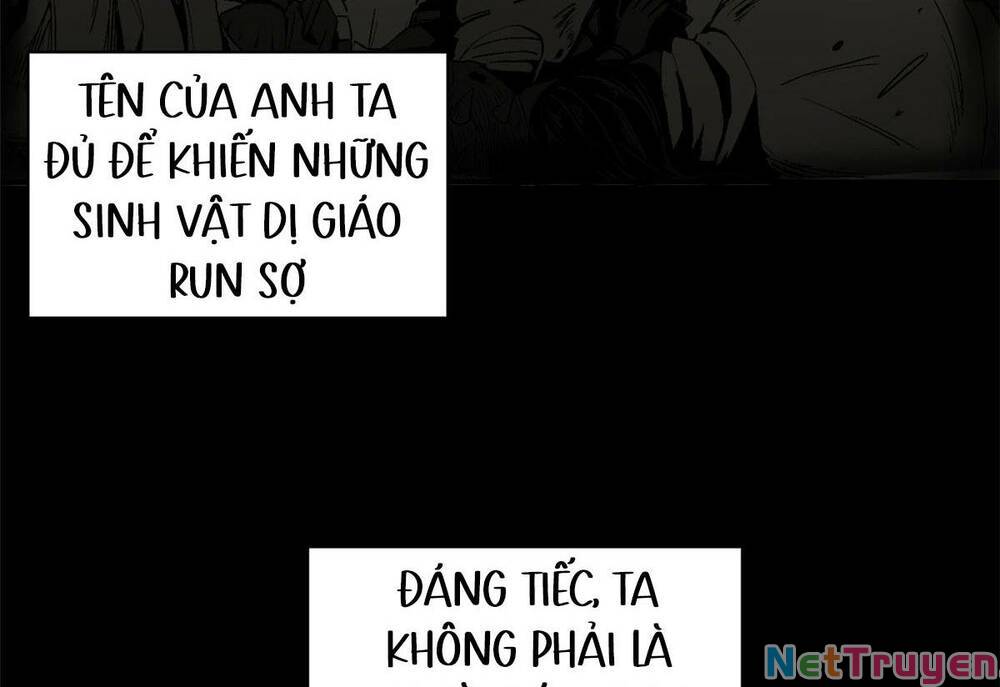 TÊN CỦA ANH TA
ĐỦ ĐỂ KHIẾN NHỮNG
SINH VẬT DỊ GIÁO
RUN SỢ
ĐÁNG TIẾC, TA
KHÔNG PHẢI LÀ
NetTruyen